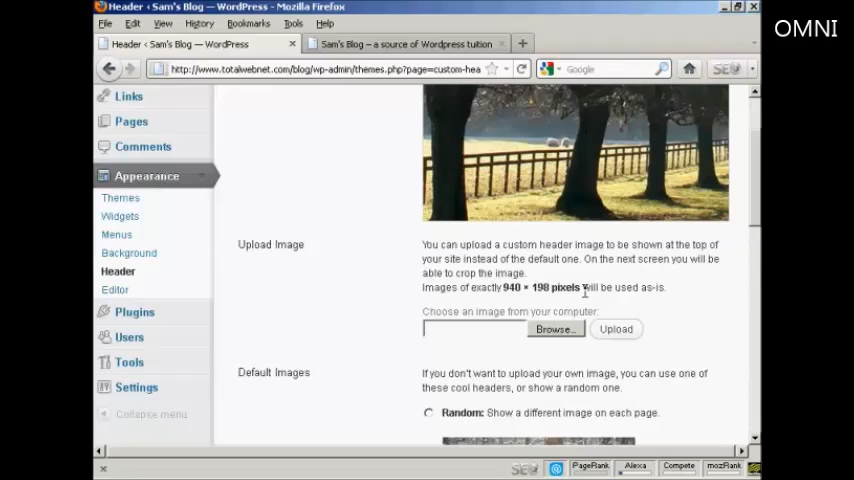 Header ‹ Sam's Blog — WordPress - Mozilla Firefox
OMNI
File Edit View History Bookmarks Tools Help
Header ‹ Sam's Blog — WordPress × Sam's Blog – a source of Wordpress tuition × +
http://www.totalwebnet.com/blog/wp-admin/themes.php?page=custom-hea
Google
SEO
Links
Pages
Comments
Appearance
Themes
Widgets
Menus
Background
Header
Editor
Plugins
Users
Tools
Settings
Collapse menu
Upload Image
You can upload a custom header image to be shown at the top of
your site instead of the default one. On the next screen you will be
able to crop the image.
Images of exactly 940 × 198 pixels will be used as-is.
Choose an image from your computer:
Browse... Upload
Default Images
If you don't want to upload your own image, you can use one of
these cool headers, or show a random one.
Random: Show a different image on each page.
× SEO @ PageRank Alexa Compete mozRank